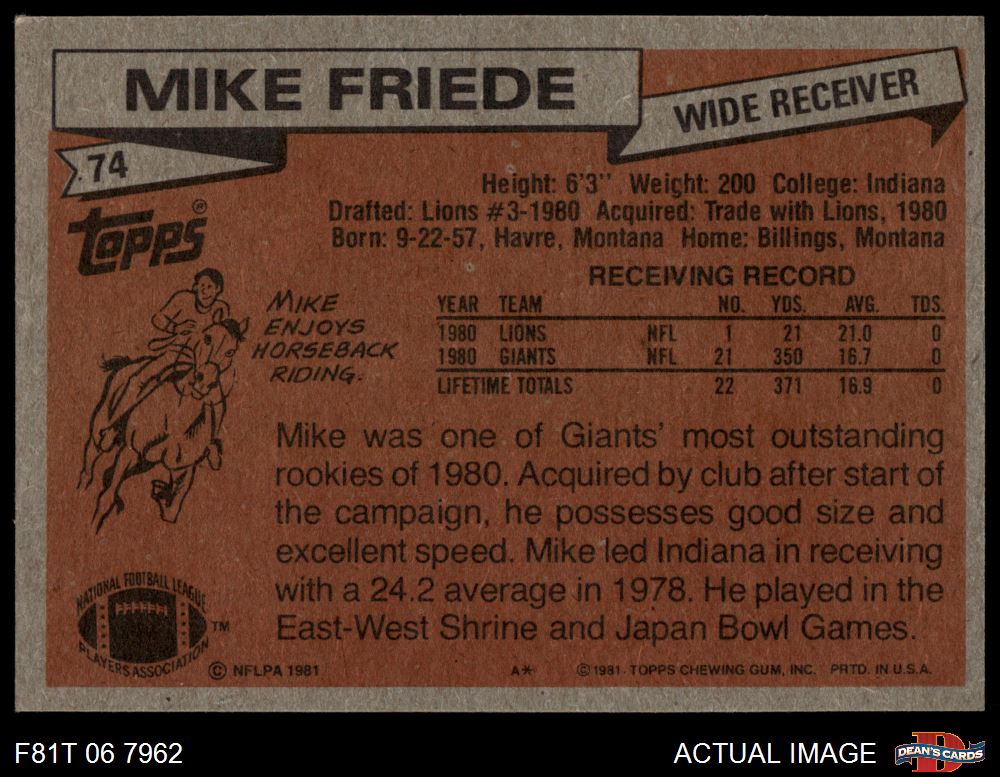 MIKE FRIEDE
WIDE RECEIVER
74
Topps®
Height: 6'3'' Weight: 200 College: Indiana
Drafted: Lions #3-1980 Acquired: Trade with Lions, 1980
Born: 9-22-57, Havre, Montana Home: Billings, Montana
RECEIVING RECORD
YEAR TEAM NO. YDS. AVG. TDS.
1980 LIONS NFL 1 21 21.0 0
1980 GIANTS NFL 21 350 16.7 0
LIFETIME TOTALS 22 371 16.9 0
MIKE
ENJOYS
HORSEBACK
RIDING.
Mike was one of Giants' most outstanding
rookies of 1980. Acquired by club after start of
the campaign, he possesses good size and
excellent speed. Mike led Indiana in receiving
with a 24.2 average in 1978. He played in the
East-West Shrine and Japan Bowl Games.
NATIONAL FOOTBALL LEAGUE
PLAYERS ASSOCIATION
TM
© NFLPA 1981 A* © 1981 TOPPS CHEWING GUM, INC. PRTD. IN U.S.A.
F81T 06 7962 ACTUAL IMAGE
D
DEAN'S CARDS